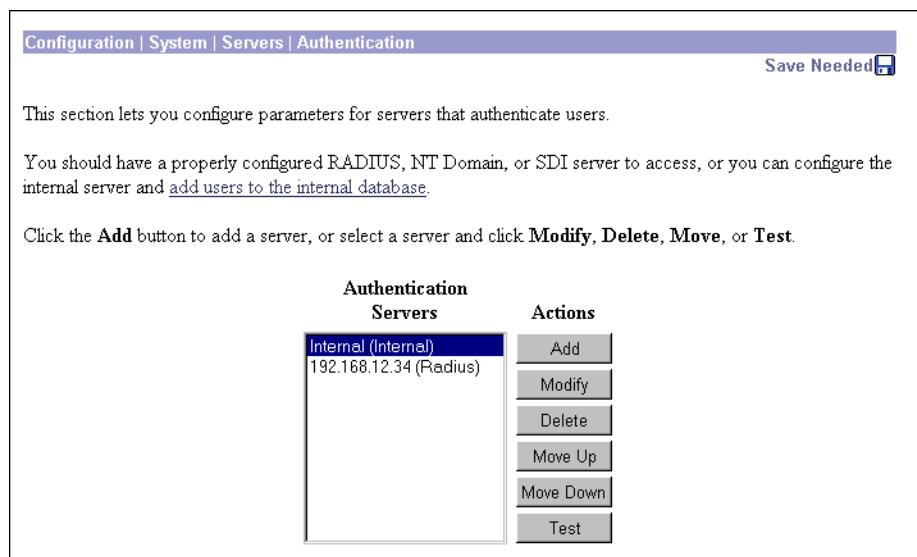 Configuration | System | Servers | Authentication
Save Needed
This section lets you configure parameters for servers that authenticate users.
You should have a properly configured RADIUS, NT Domain, or SDI server to access, or you can configure the
internal server and add users to the internal database.
Click the Add button to add a server, or select a server and click Modify, Delete, Move, or Test.
Authentication
Servers
Actions
Internal (Internal)
192.168.12.34 (Radius)
Add
Modify
Delete
Move Up
Move Down
Test